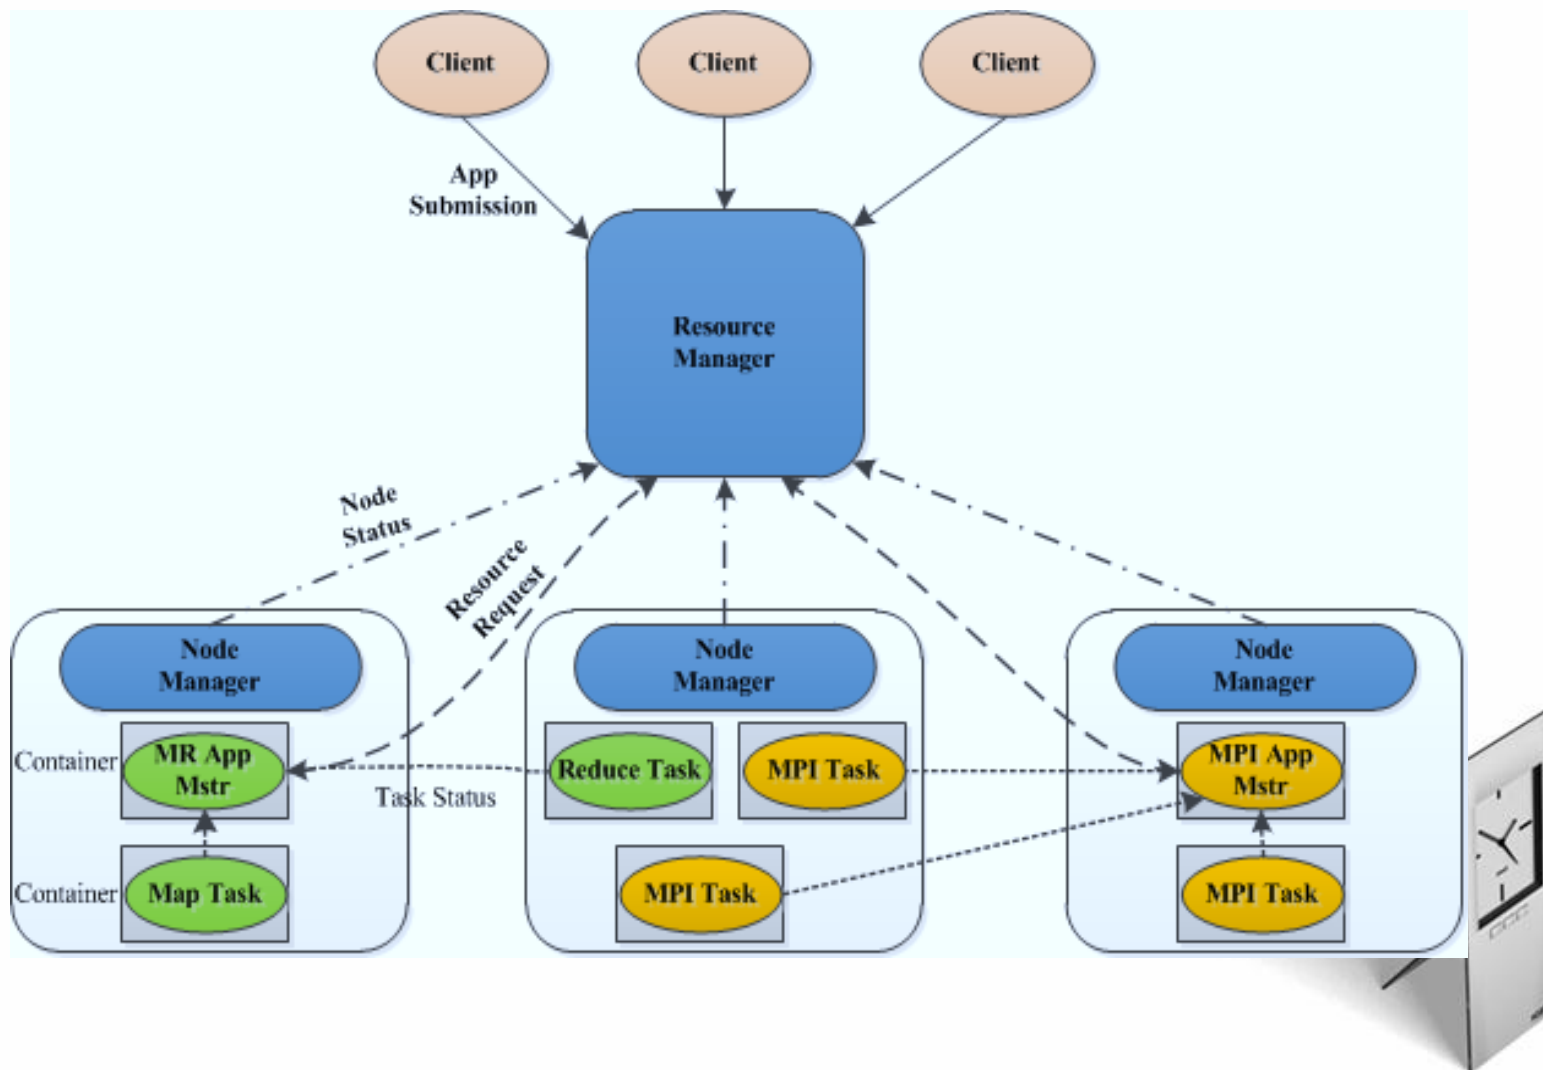 Client
Client
Client
App
Submission
Resource
Manager
Node
Status
Resource
Request
Node
Manager
Node
Manager
Node
Manager
Container
MR App
Mstr
Task Status
Reduce Task
MPI Task
MPI App
Mstr
Container
Map Task
MPI Task
MPI Task